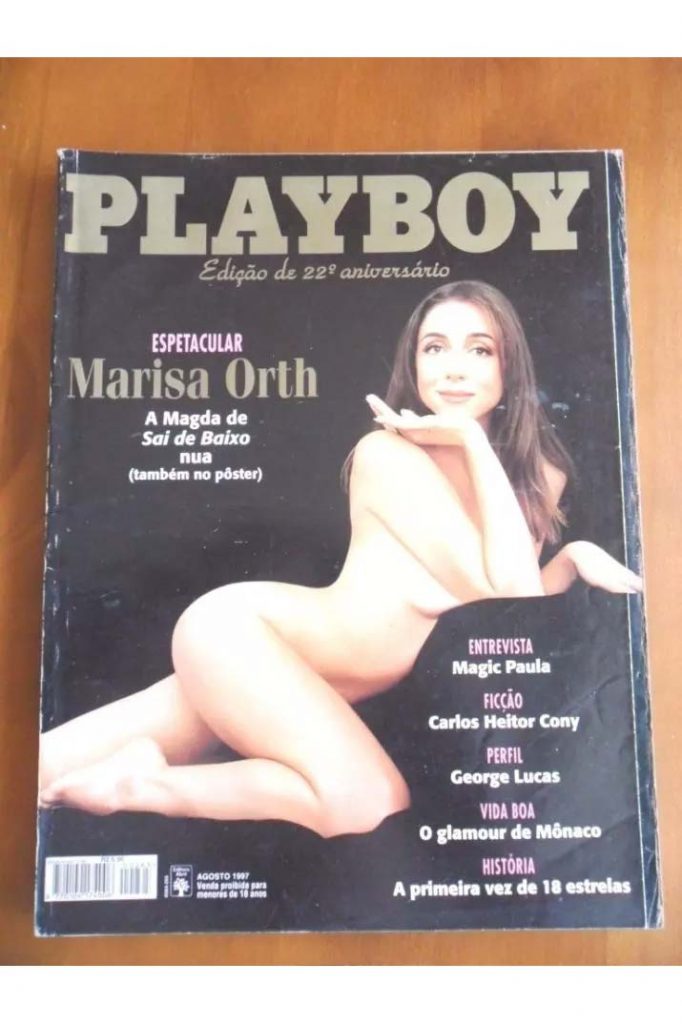 PLAYBOY
Edição de 22º aniversário
ESPETACULAR
Marisa Orth
A Magda de
Sai de Baixo
nua
(também no pôster)
ENTREVISTA
Magic Paula
FICÇÃO
Carlos Heitor Cony
PERFIL
George Lucas
VIDA BOA
O glamour de Mônaco
HISTÓRIA
A primeira vez de 18 estrelas
AGOSTO 1997
Venda proibida para
menores de 18 anos